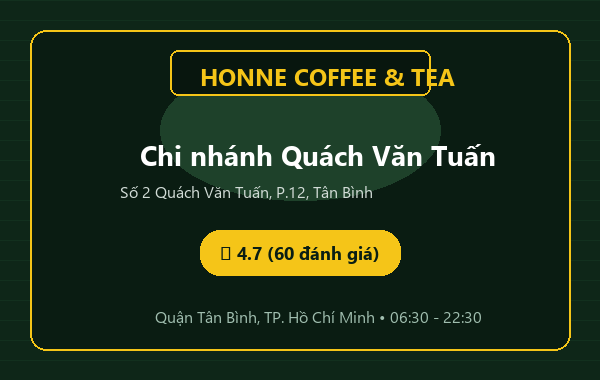 HONNE COFFEE & TEA
Chi nhánh Quách Văn Tuấn
Số 2 Quách Văn Tuấn, P.12, Tân Bình
4.7 (60 đánh giá)
Quận Tân Bình, TP. Hồ Chí Minh • 06:30 - 22:30